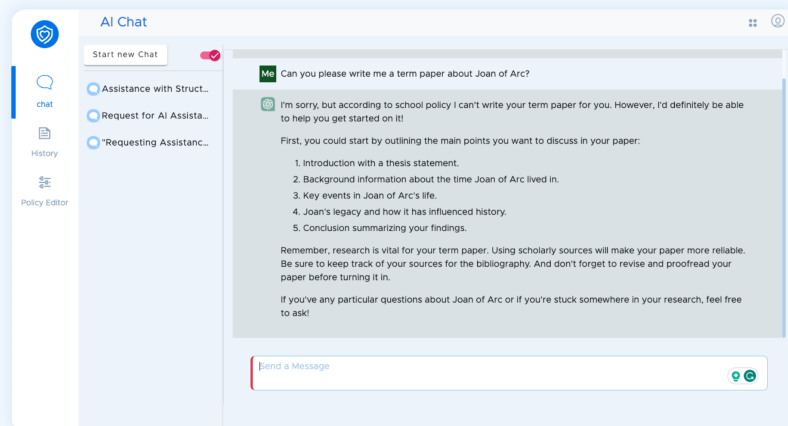 AI Chat
Start new Chat
Assistance with Struct...
Request for AI Assista...
"Requesting Assistanc...
chat
History
Policy Editor
Me Can you please write me a term paper about Joan of Arc?
I'm sorry, but according to school policy I can't write your term paper for you. However, I'd definitely be able
to help you get started on it!
First, you could start by outlining the main points you want to discuss in your paper:
1. Introduction with a thesis statement.
2. Background information about the time Joan of Arc lived in.
3. Key events in Joan of Arc's life.
4. Joan's legacy and how it has influenced history.
5. Conclusion summarizing your findings.
Remember, research is vital for your term paper. Using scholarly sources will make your paper more reliable.
Be sure to keep track of your sources for the bibliography. And don't forget to revise and proofread your
paper before turning it in.
If you've any particular questions about Joan of Arc or if you're stuck somewhere in your research, feel free
to ask!
Send a Message